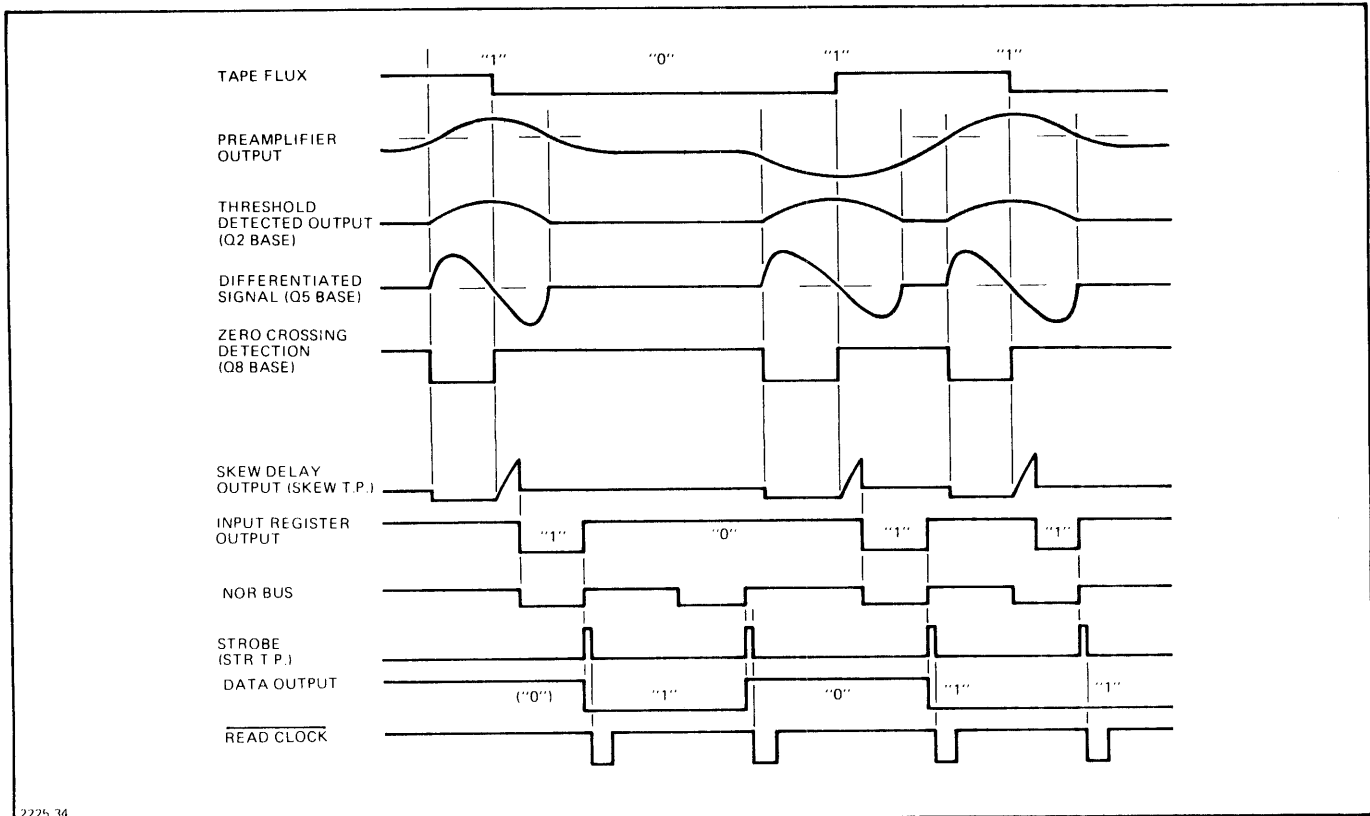 "1" "0" "1" "1"
TAPE FLUX
PREAMPLIFIER
OUTPUT
THRESHOLD
DETECTED OUTPUT
(Q2 BASE)
DIFFERENTIATED
SIGNAL (Q5 BASE)
ZERO CROSSING
DETECTION
(Q8 BASE)
SKEW DELAY
OUTPUT (SKEW T.P.)
INPUT REGISTER
OUTPUT
"1" "0" "1" "1"
NOR BUS
STROBE
(STR T P.)
DATA OUTPUT
("0") "1" "0" "1" "1"
READ CLOCK
2225 34